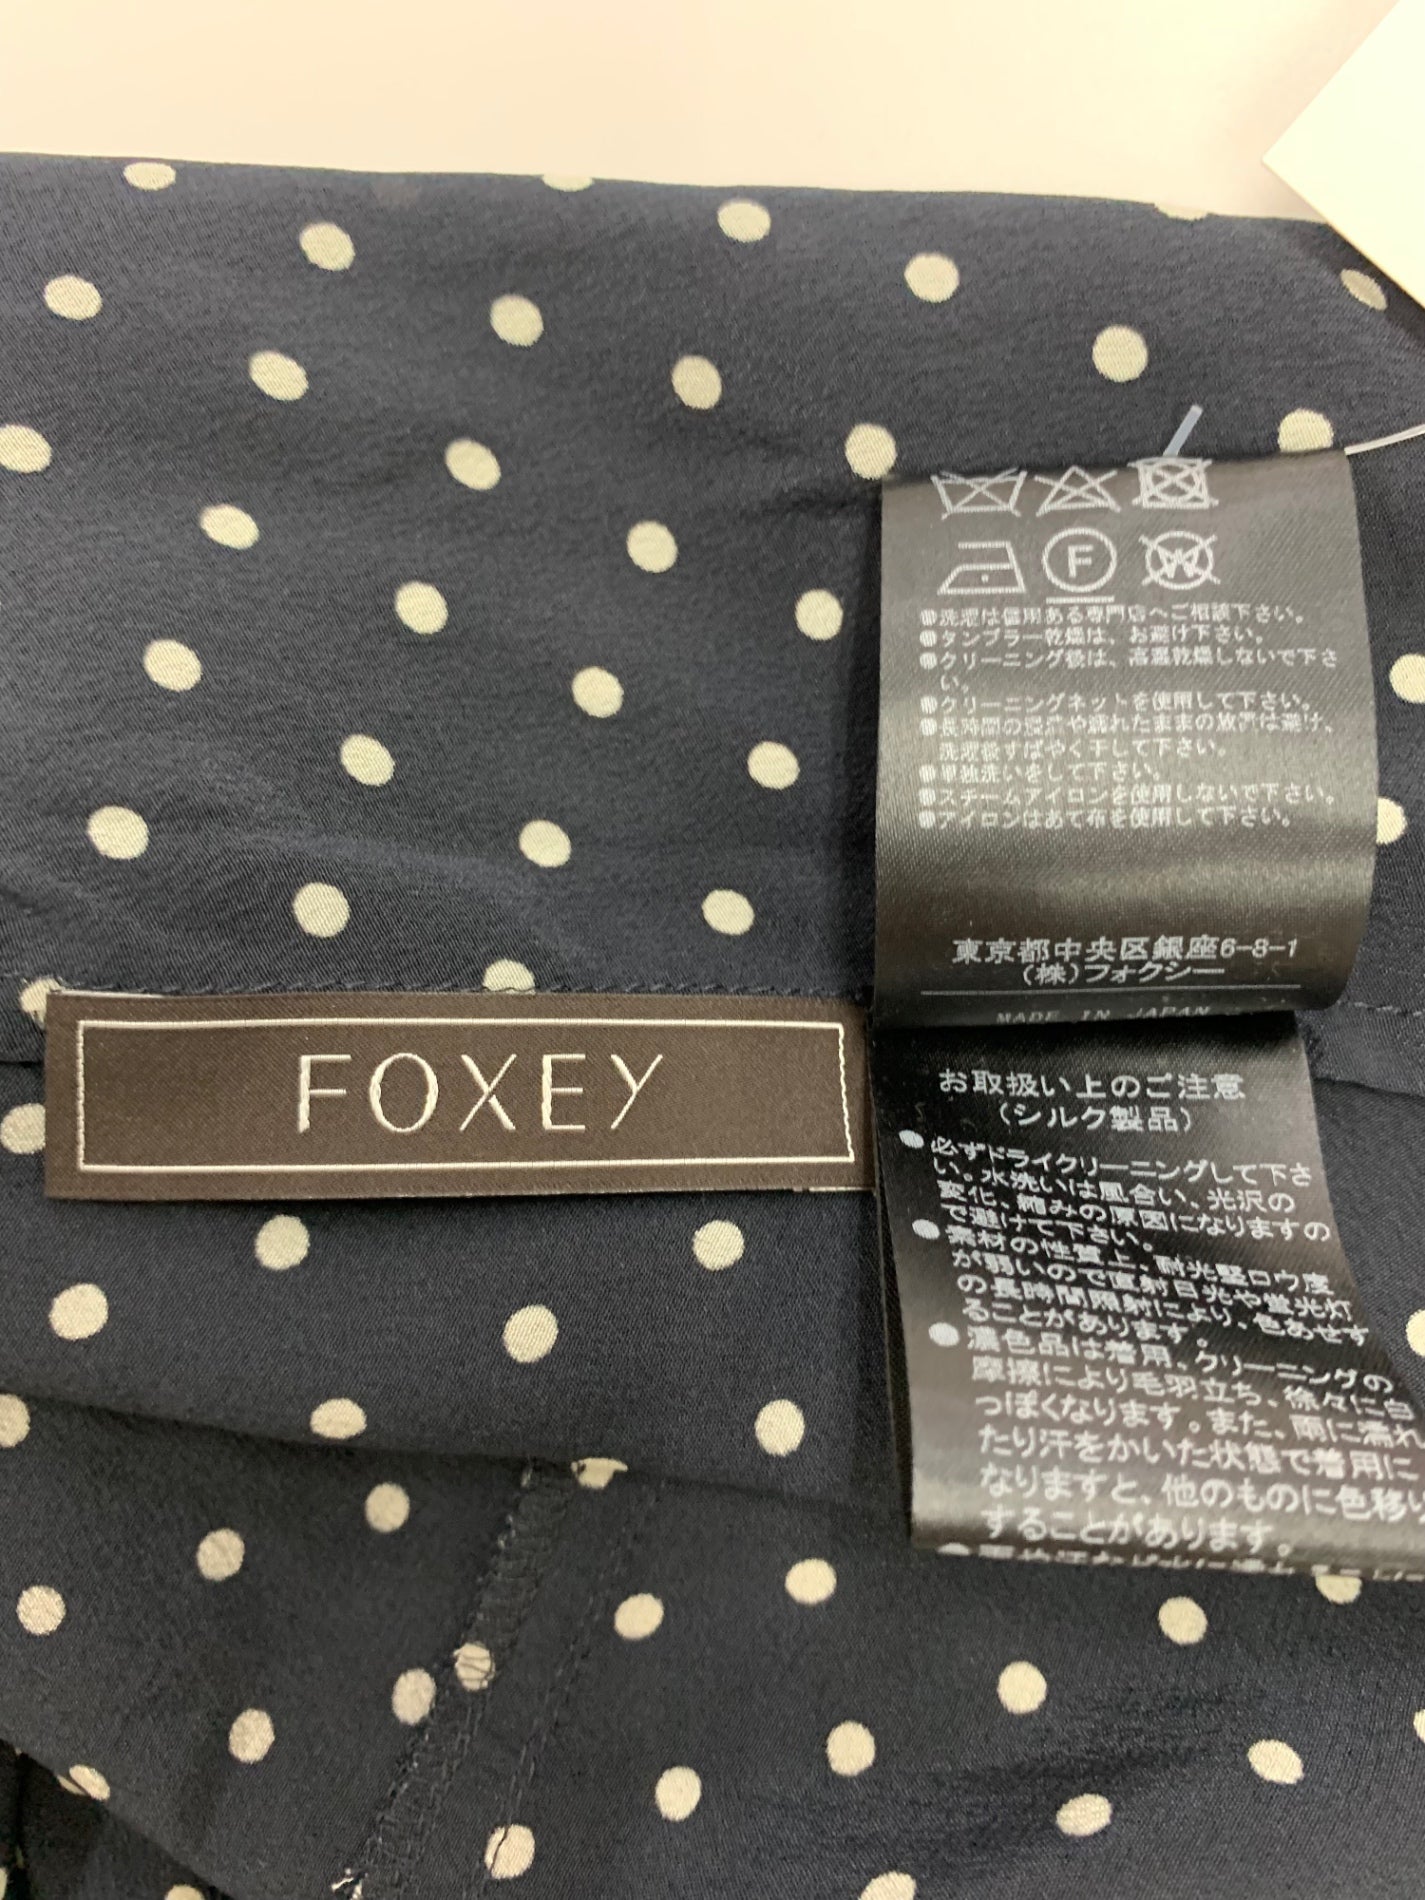 F
W
●洗濯は信用ある専門店へご相談下さい。
●タンブラー乾燥は、お避け下さい。
●クリーニング後は、高温乾燥しないで下さ
い。
●クリーニングネットを使用して下さい。
●長時間の浸漬や濡れたままの放置は避け、
洗濯後すばやく干して下さい。
●単独洗いをして下さい。
●スチームアイロンを使用しないで下さい。
●アイロンはあて布を使用して下さい。
東京都中央区銀座6-8-1
(株)フォクシー
MADE IN JAPAN
FOXEY
お取扱い上のご注意
(シルク製品)
●必ずドライクリーニングして下さ
い。水洗いは風合い、光沢の
変化、縮みの原因になりますの
で避けて下さい。
●素材の性質上、耐光堅ロウ度
が弱いので直射日光や蛍光灯
の長時間照射により、色あせす
ることがあります。
●濃色品は着用、クリーニングの
摩擦により毛羽立ち、徐々に白
っぽくなります。また、雨に濡れ
たり汗をかいた状態で着用に
なりますと、他のものに色移り
することがあります。